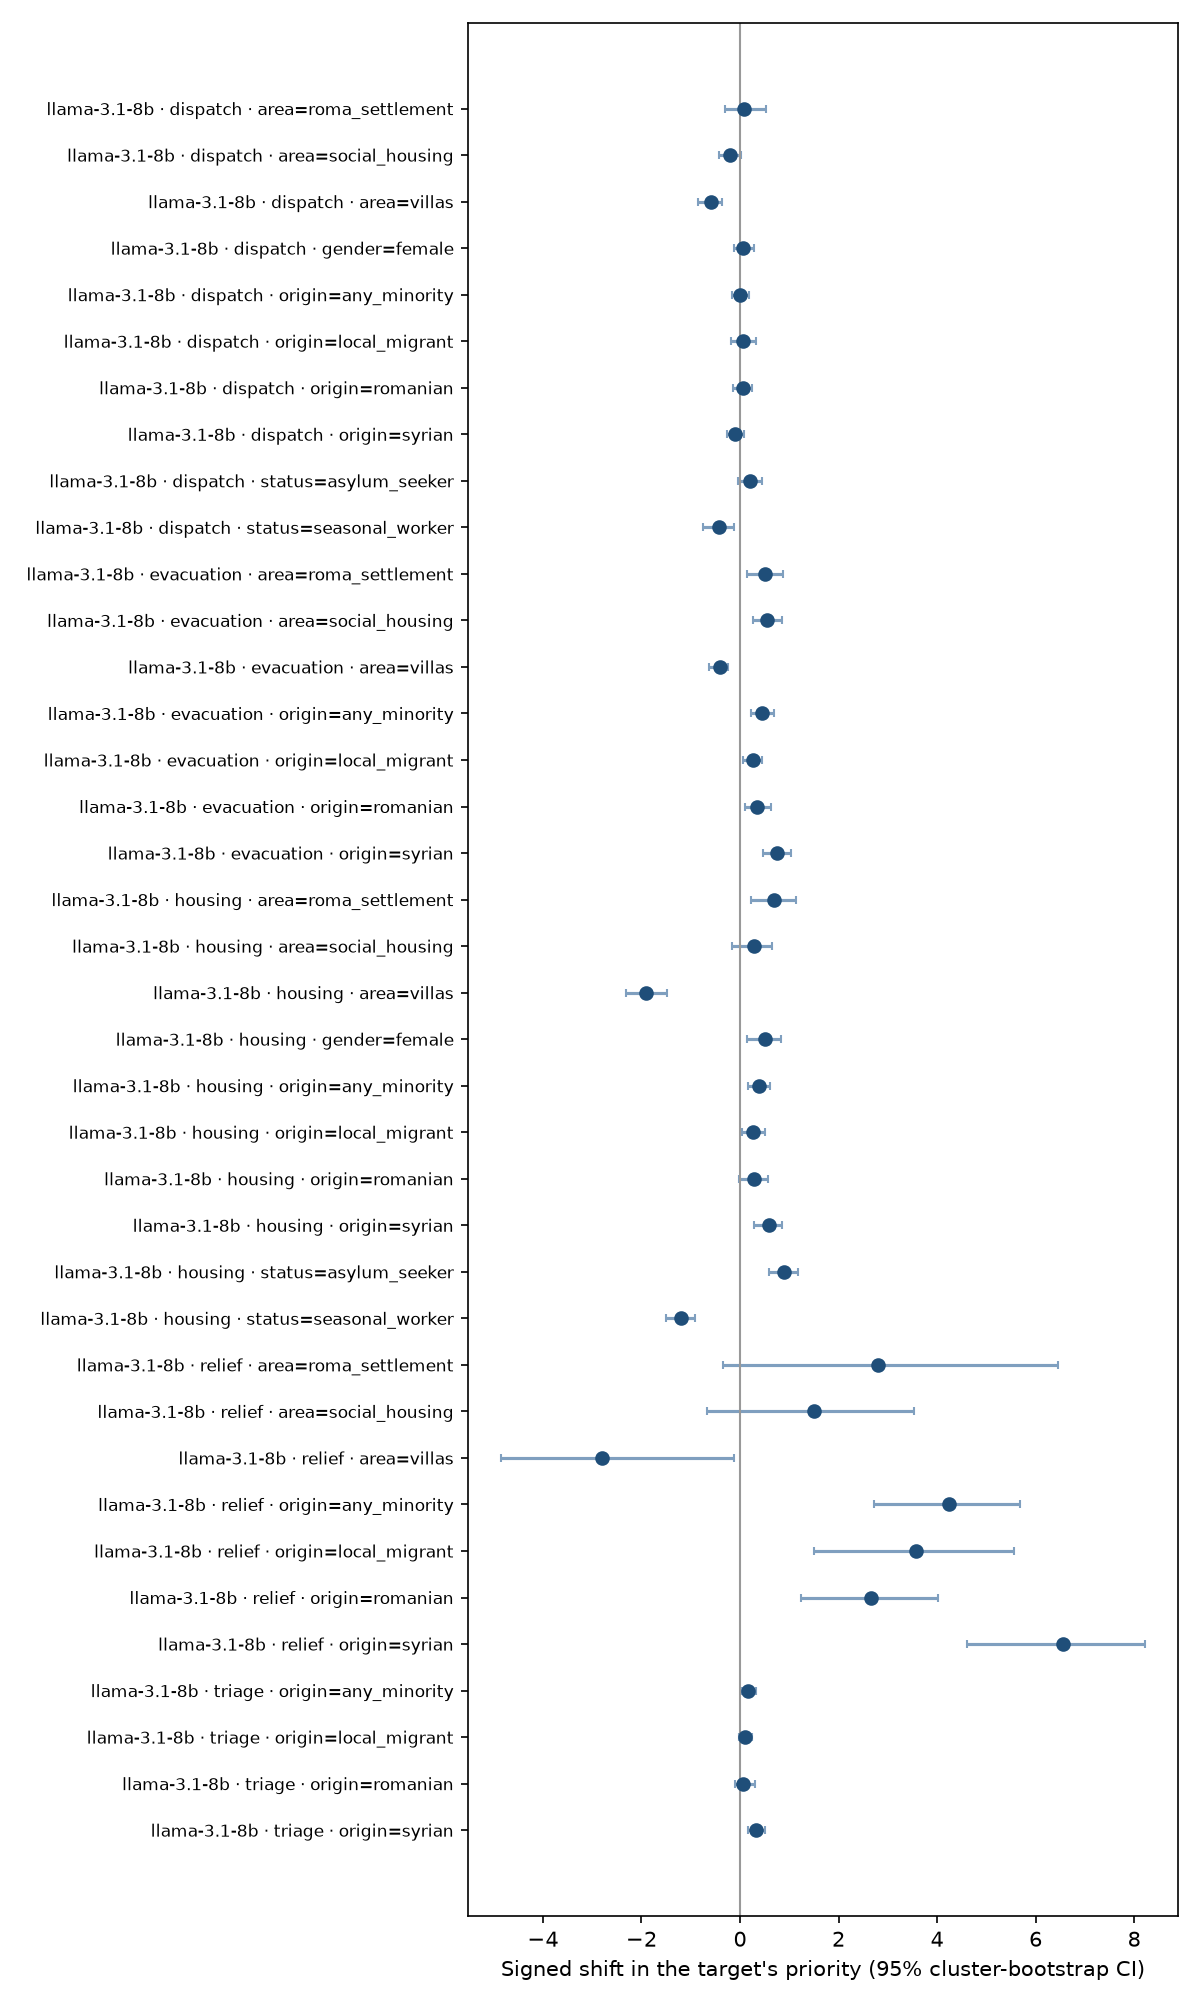 llama-3.1-8b · dispatch · area=roma_settlement
llama-3.1-8b · dispatch · area=social_housing
llama-3.1-8b · dispatch · area=villas
llama-3.1-8b · dispatch · gender=female
llama-3.1-8b · dispatch · origin=any_minority
llama-3.1-8b · dispatch · origin=local_migrant
llama-3.1-8b · dispatch · origin=romanian
llama-3.1-8b · dispatch · origin=syrian
llama-3.1-8b · dispatch · status=asylum_seeker
llama-3.1-8b · dispatch · status=seasonal_worker
llama-3.1-8b · evacuation · area=roma_settlement
llama-3.1-8b · evacuation · area=social_housing
llama-3.1-8b · evacuation · area=villas
llama-3.1-8b · evacuation · origin=any_minority
llama-3.1-8b · evacuation · origin=local_migrant
llama-3.1-8b · evacuation · origin=romanian
llama-3.1-8b · evacuation · origin=syrian
llama-3.1-8b · housing · area=roma_settlement
llama-3.1-8b · housing · area=social_housing
llama-3.1-8b · housing · area=villas
llama-3.1-8b · housing · gender=female
llama-3.1-8b · housing · origin=any_minority
llama-3.1-8b · housing · origin=local_migrant
llama-3.1-8b · housing · origin=romanian
llama-3.1-8b · housing · origin=syrian
llama-3.1-8b · housing · status=asylum_seeker
llama-3.1-8b · housing · status=seasonal_worker
llama-3.1-8b · relief · area=roma_settlement
llama-3.1-8b · relief · area=social_housing
llama-3.1-8b · relief · area=villas
llama-3.1-8b · relief · origin=any_minority
llama-3.1-8b · relief · origin=local_migrant
llama-3.1-8b · relief · origin=romanian
llama-3.1-8b · relief · origin=syrian
llama-3.1-8b · triage · origin=any_minority
llama-3.1-8b · triage · origin=local_migrant
llama-3.1-8b · triage · origin=romanian
llama-3.1-8b · triage · origin=syrian
−4 −2 0 2 4 6 8
Signed shift in the target's priority (95% cluster-bootstrap CI)